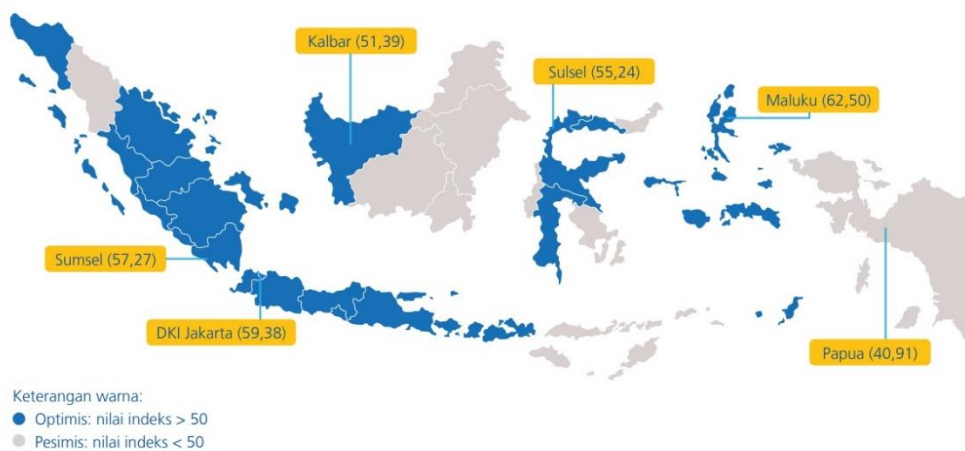 Kalbar (51,39)
Sulsel (55,24)
Maluku (62,50)
Sumsel (57,27)
DKI Jakarta (59,38)
Papua (40,91)
Keterangan warna:
Optimis: nilai indeks > 50
Pesimis: nilai indeks < 50